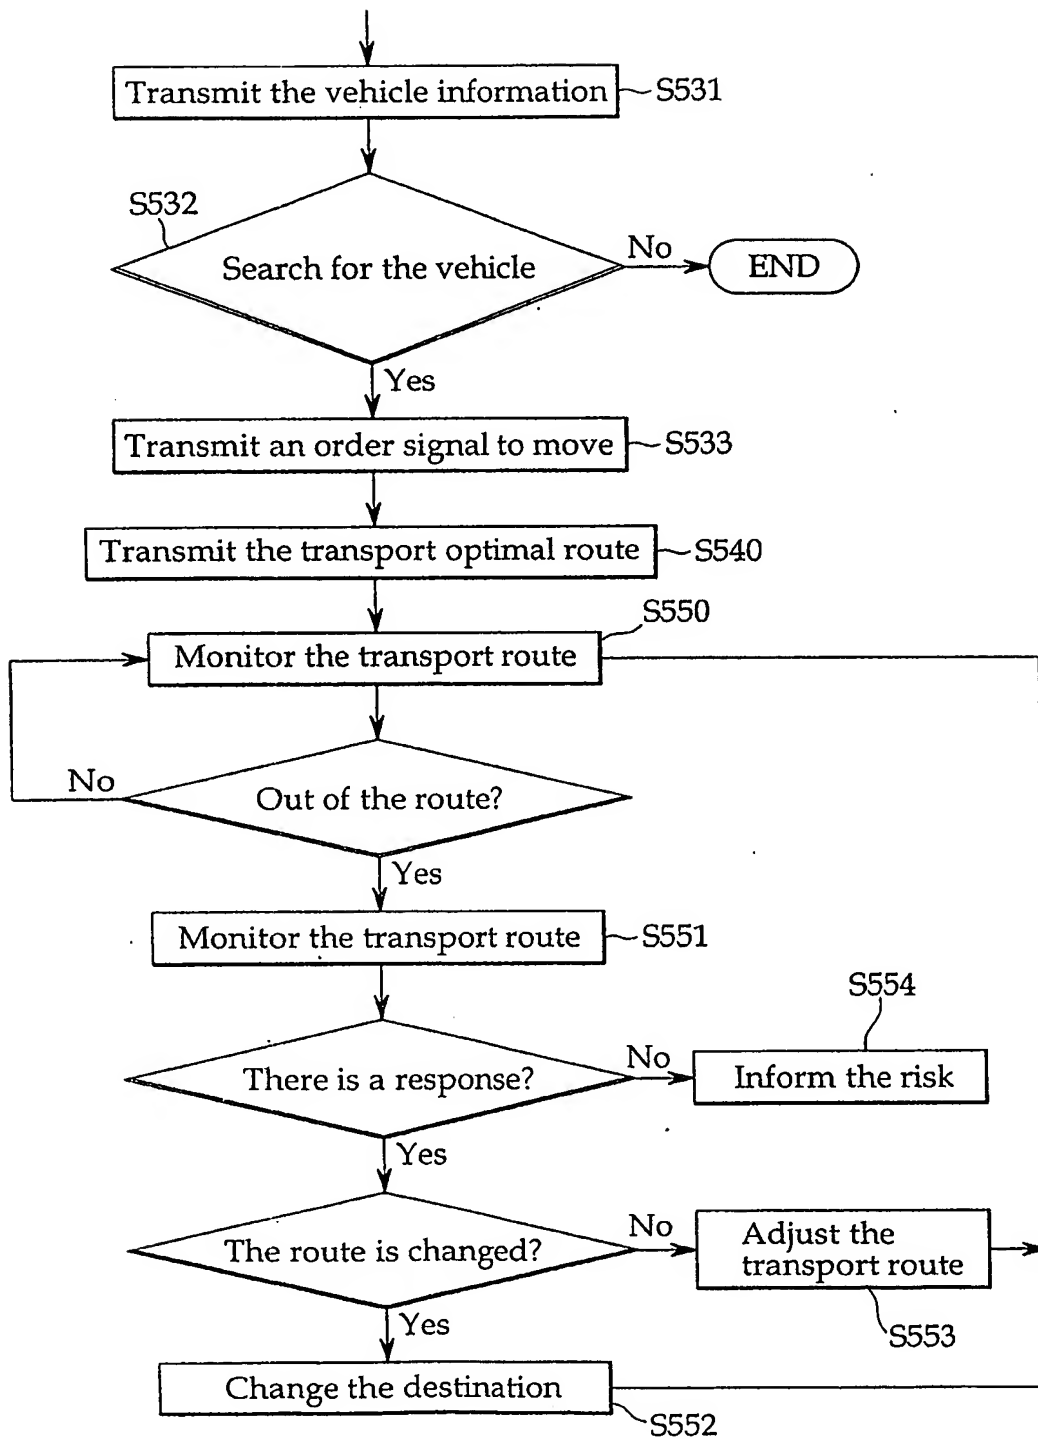 Transmit the vehicle information
S531
S532
Search for the vehicle
No
END
Yes
Transmit an order signal to move
S533
Transmit the transport optimal route
S540
S550
Monitor the transport route
No
Out of the route?
Yes
Monitor the transport route
S551
S554
There is a response?
No
Inform the risk
Yes
The route is changed?
No
Adjust the
transport route
S553
Yes
Change the destination
S552